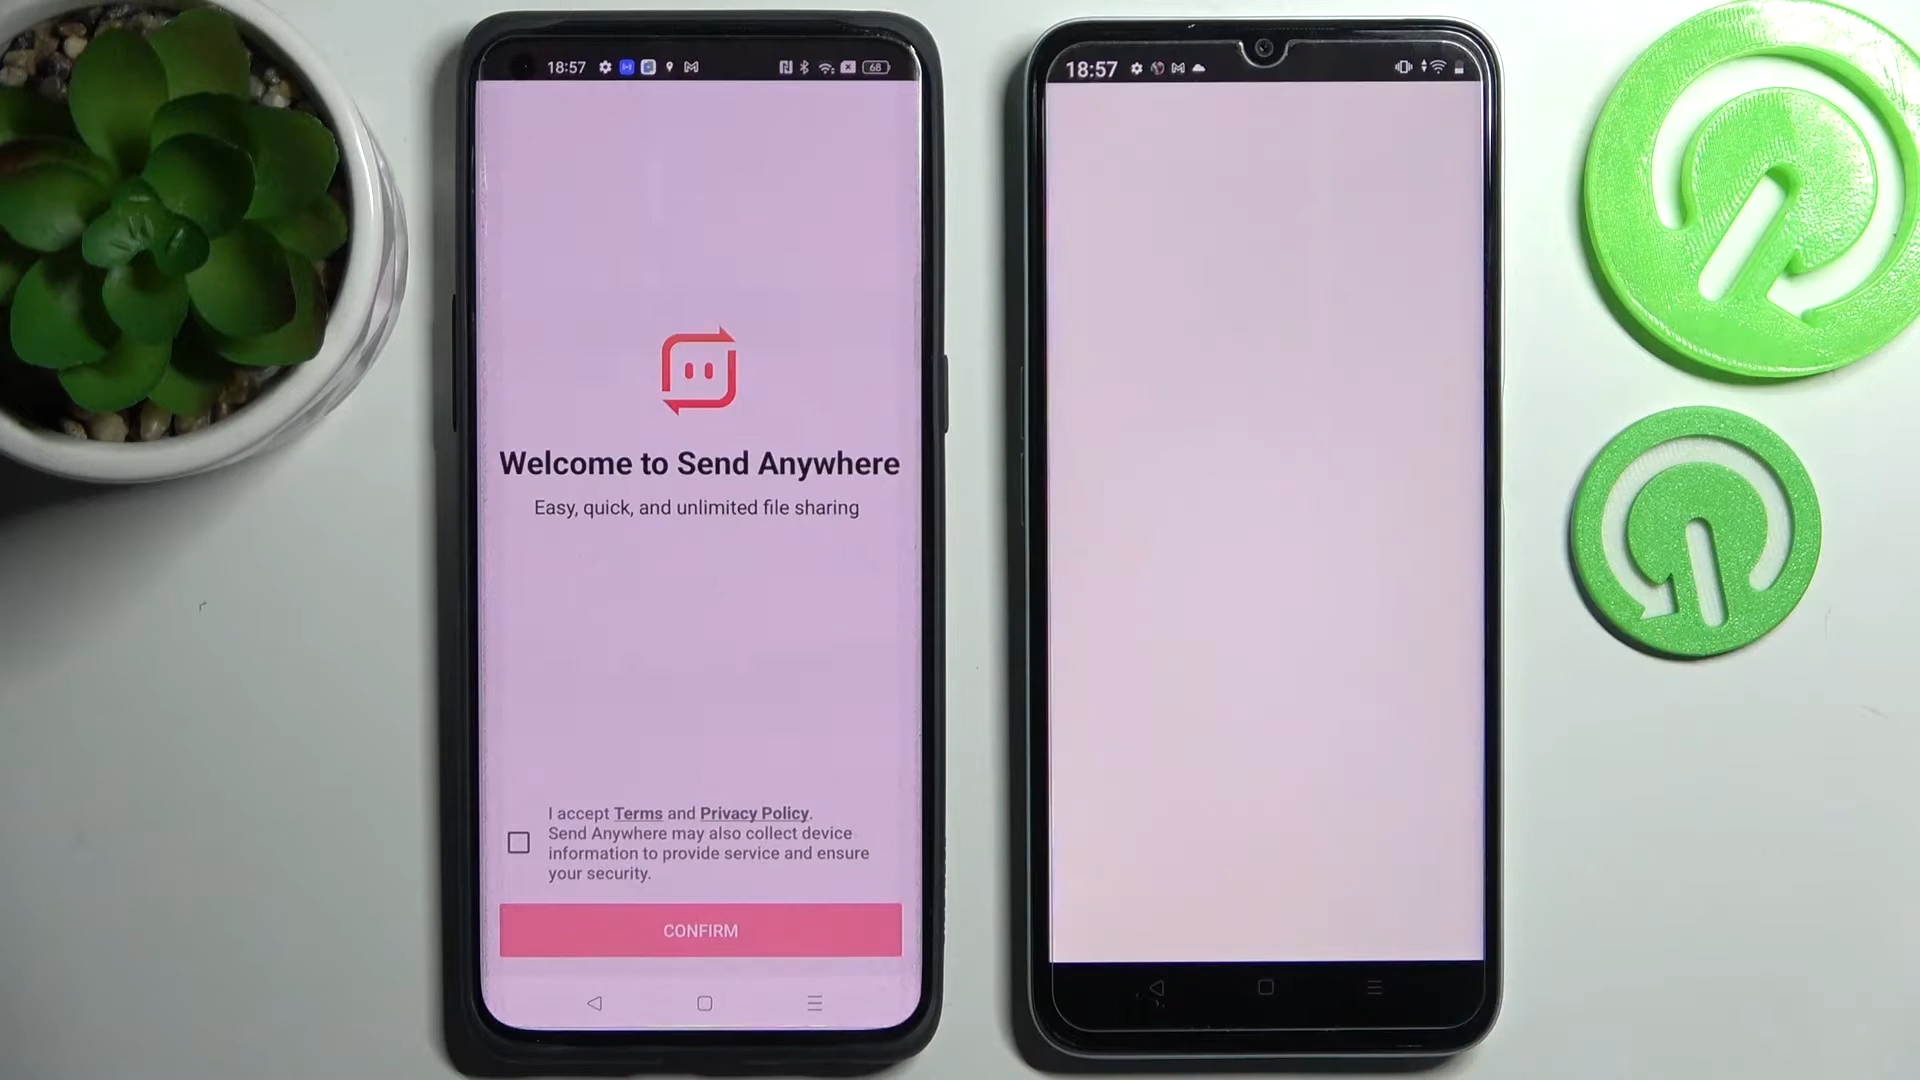 18:57
68
Welcome to Send Anywhere
Easy, quick, and unlimited file sharing
I accept Terms and Privacy Policy.
Send Anywhere may also collect device
information to provide service and ensure
your security.
CONFIRM
18:57